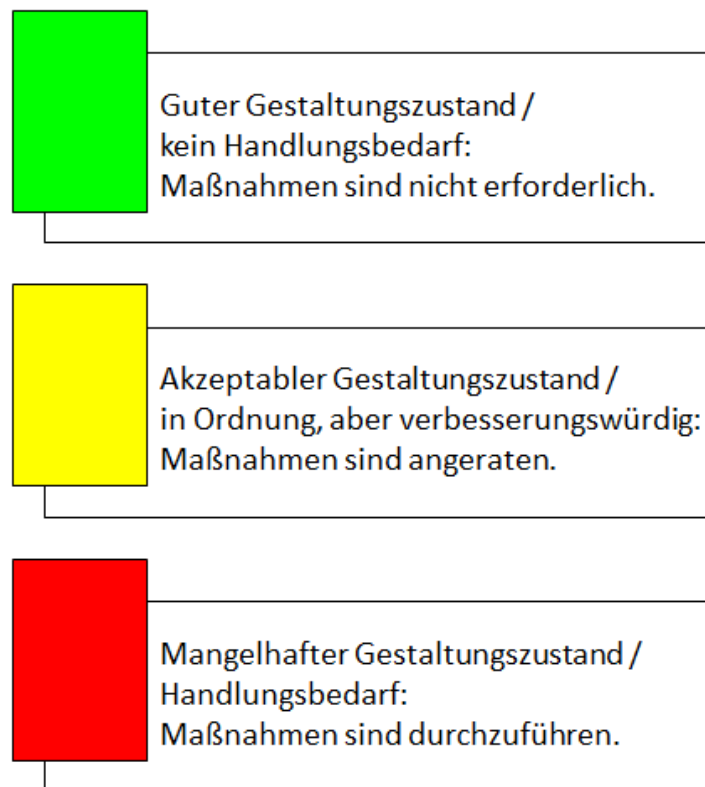 Guter Gestaltungszustand /
kein Handlungsbedarf:
Maßnahmen sind nicht erforderlich.
Akzeptabler Gestaltungszustand /
in Ordnung, aber verbesserungswürdig:
Maßnahmen sind angeraten.
Mangelhafter Gestaltungszustand /
Handlungsbedarf:
Maßnahmen sind durchzuführen.